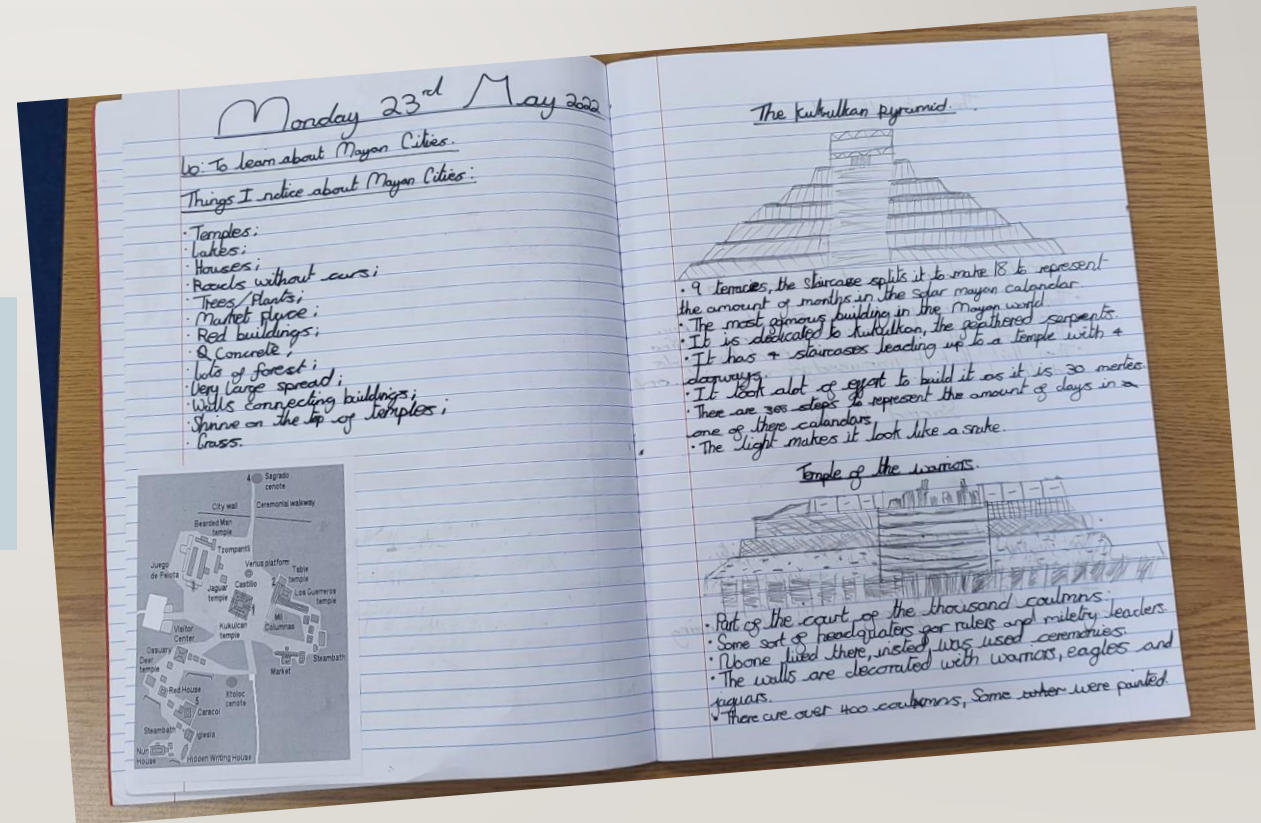 Monday 23rd May 2022
Lo: To learn about Mayan Cities.
Things I notice about Mayan Cities:
· Temples;
· Lakes;
· Houses;
· Roads without cars;
· Trees/Plants;
· Market place;
· Red buildings;
· Concrete;
· Lots of forest;
· Very large spread;
· Walls connecting buildings;
· Shrine on the top of temples;
· Grass.
4 Sagrado
cenote
City wall Ceremonial walkway
Bearded Man
temple
Tzompantli
Juego
de Pelota
Venus platform
Jaguar
temple
Castillo
Table
temple
2
Los Guerreros
temple
1
Kukulcan
temple
Mil
Columnas
Visitor
Center
Ossuary
Deer
temple
Steambath
Market
Red House
Xtoloc
cenote
5
Caracol
Steambath
Iglesia
Nun
House
Hidden Writing House
The Kukulkan pyramid.
· 9 terraces, the staircase splits it to make 18 to represent
the amount of months in the solar mayan calandar.
· The most famous building in the Mayan world
· It is dedicated to Kukulkan, the feathered serpents.
· It has 4 staircases leading up to a temple with 4
doorways.
· It took alot of effort to build it as it is 30 mertes.
· There are 365 steps to represent the amount of days in a
one of there calandars
· The light makes it look like a snake.
Temple of the warriors.
· Part of the court of the thousand coulmns.
· Some sort of headquaters for rulers and miletry leaders.
· Noone lived there, visted, was used ceremonies.
· The walls are decorated with warriors, eagles and
jaguars.
· There are over 400 coulumns, Some were painted.